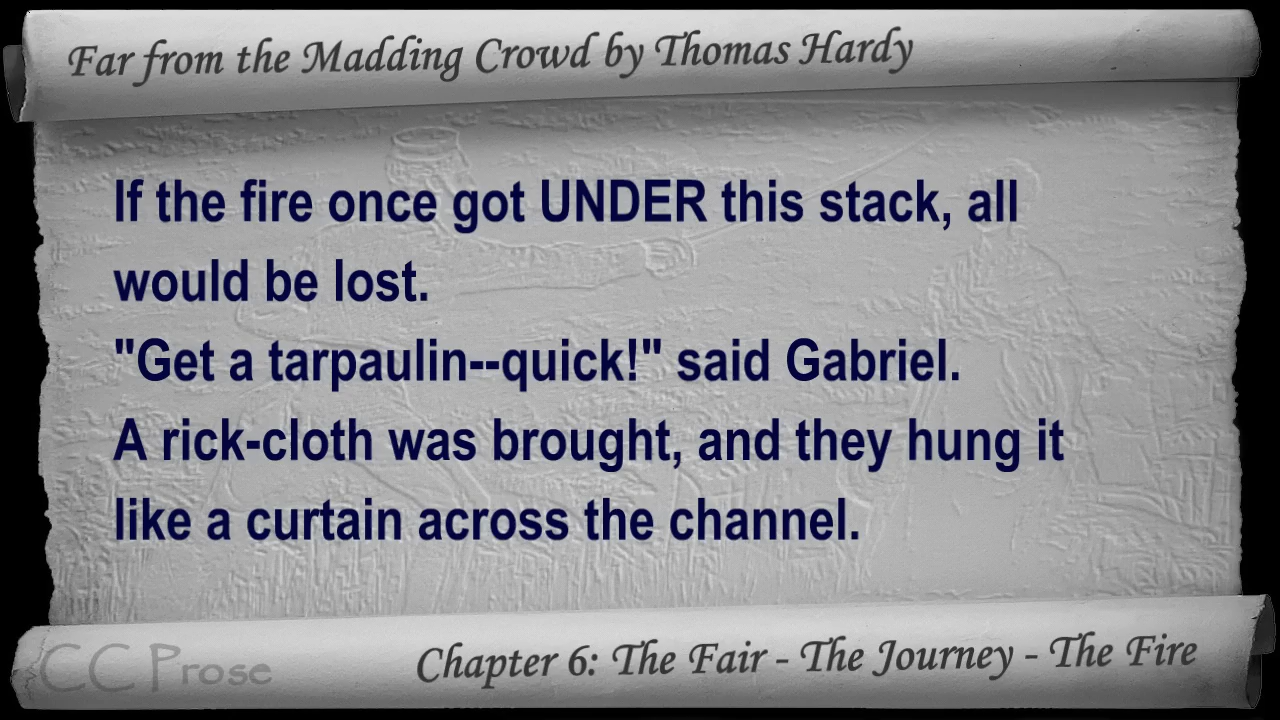 Far from the Madding Crowd by Thomas Hardy
If the fire once got UNDER this stack, all
would be lost.
"Get a tarpaulin--quick!" said Gabriel.
A rick-cloth was brought, and they hung it
like a curtain across the channel.
CC Prose
Chapter 6: The Fair - The Journey - The Fire